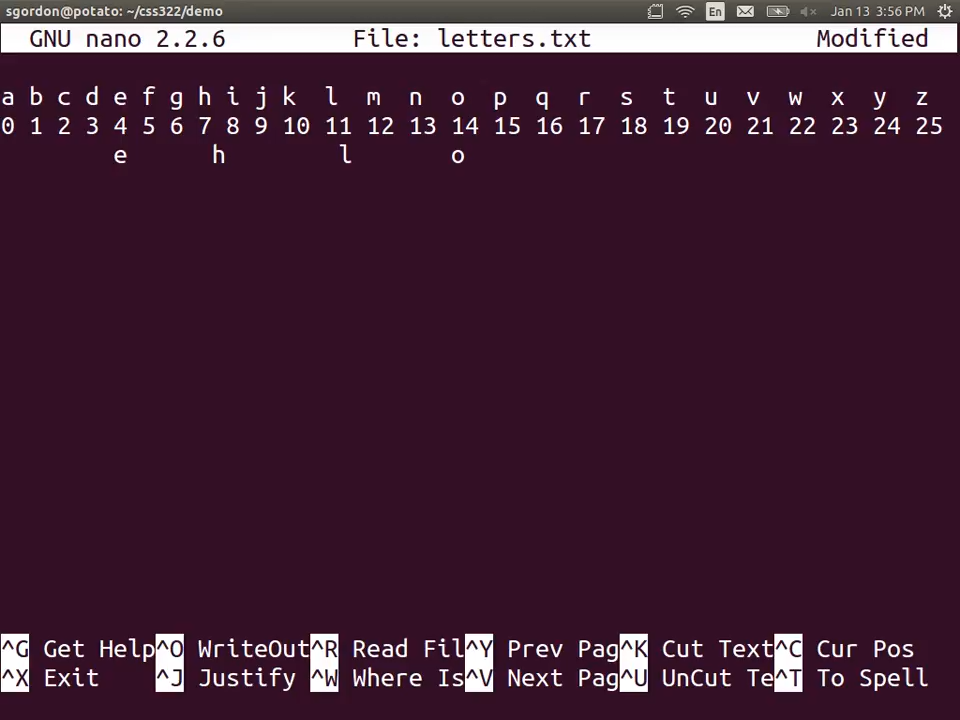 sgordon@potato: ~/css322/demo En Jan 13 3:56 PM
GNU nano 2.2.6 File: letters.txt Modified
a b c d e f g h i j k l m n o p q r s t u v w x y z
0 1 2 3 4 5 6 7 8 9 10 11 12 13 14 15 16 17 18 19 20 21 22 23 24 25
e h l o
^G Get Help^O WriteOut^R Read Fil^Y Prev Pag^K Cut Text^C Cur Pos
^X Exit ^J Justify ^W Where Is^V Next Pag^U UnCut Te^T To Spell